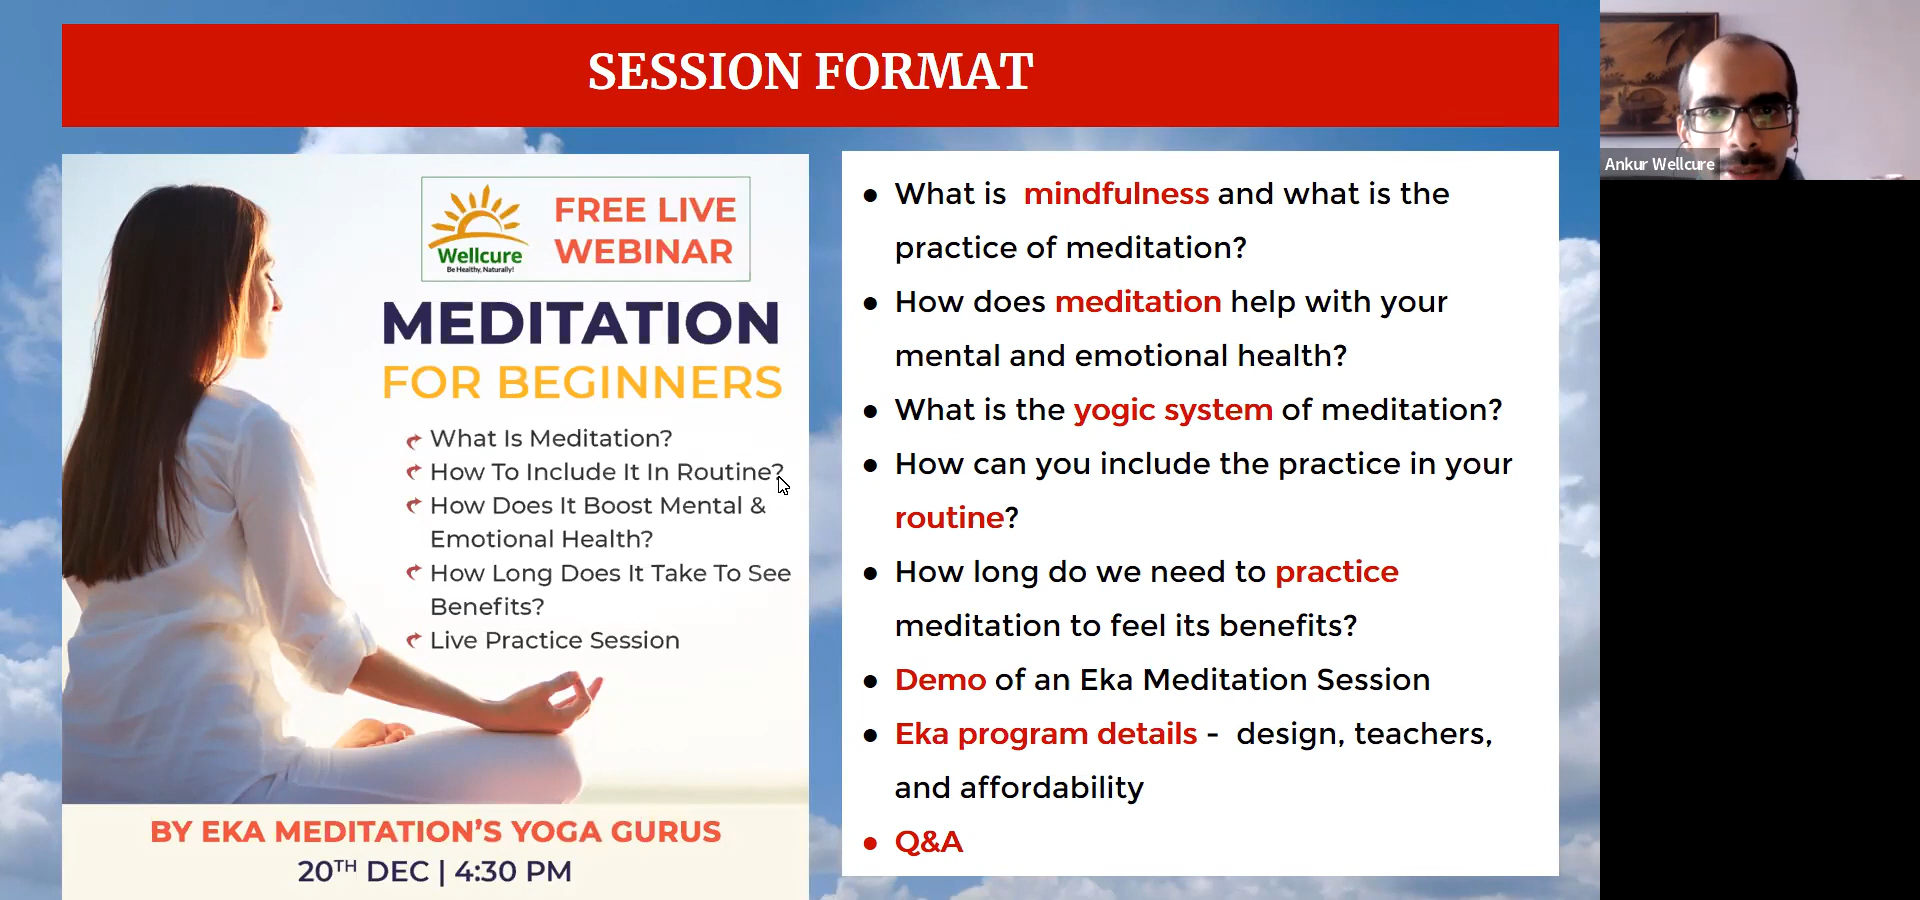 SESSION FORMAT
Wellcure
Be Healthy, Naturally!
FREE LIVE
WEBINAR
MEDITATION
FOR BEGINNERS
What Is Meditation?
How To Include It In Routine?
How Does It Boost Mental &
Emotional Health?
How Long Does It Take To See
Benefits?
Live Practice Session
BY EKA MEDITATION'S YOGA GURUS
20TH DEC | 4:30 PM
● What is mindfulness and what is the
practice of meditation?
● How does meditation help with your
mental and emotional health?
● What is the yogic system of meditation?
● How can you include the practice in your
routine?
● How long do we need to practice
meditation to feel its benefits?
● Demo of an Eka Meditation Session
● Eka program details - design, teachers,
and affordability
● Q&A
Ankur Wellcure